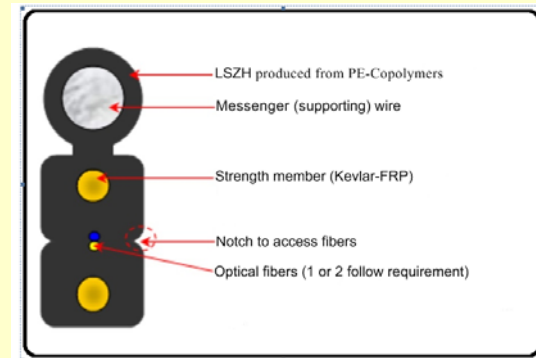 LSZH produced from PE-Copolymers
Messenger (supporting) wire
Strength member (Kevlar-FRP)
Notch to access fibers
Optical fibers (1 or 2 follow requirement)